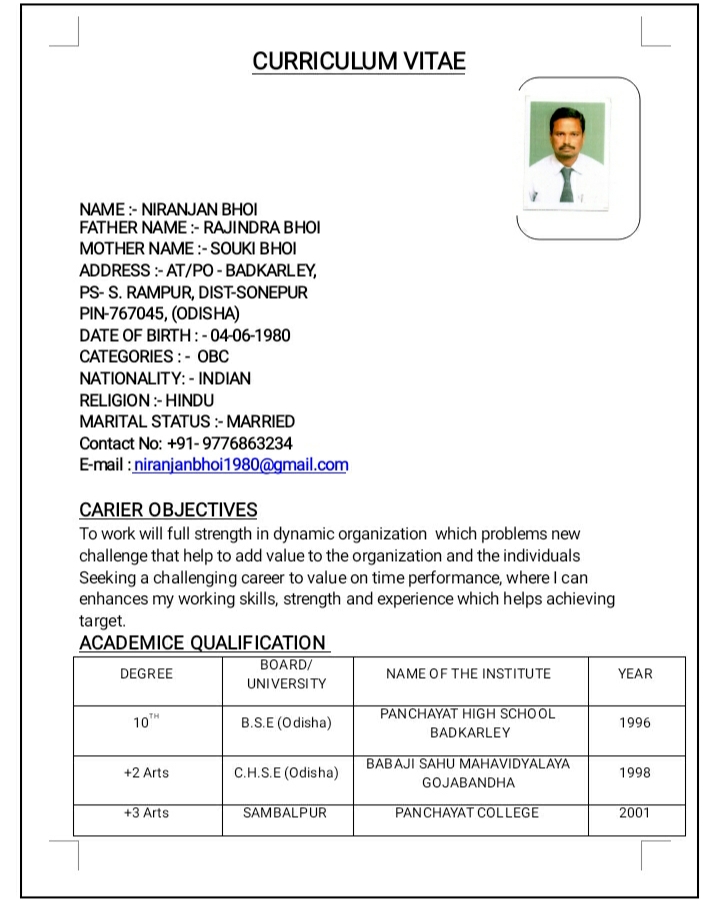 CURRICULUM VITAE
NAME :- NIRANJAN BHOI
FATHER NAME :- RAJINDRA BHOI
MOTHER NAME :- SOUKI BHOI
ADDRESS :- AT/PO - BADKARLEY,
PS- S. RAMPUR, DIST-SONEPUR
PIN-767045, (ODISHA)
DATE OF BIRTH : - 04-06-1980
CATEGORIES : - OBC
NATIONALITY: - INDIAN
RELIGION :- HINDU
MARITAL STATUS :- MARRIED
Contact No: +91- 9776863234
E-mail : niranjanbhoi1980@gmail.com
CARIER OBJECTIVES
To work will full strength in dynamic organization which problems new
challenge that help to add value to the organization and the individuals
Seeking a challenging career to value on time performance, where I can
enhances my working skills, strength and experience which helps achieving
target.
ACADEMICE QUALIFICATION
DEGREE BOARD/ UNIVERSITY NAME OF THE INSTITUTE YEAR
10TH B.S.E (Odisha) PANCHAYAT HIGH SCHOOL BADKARLEY 1996
+2 Arts C.H.S.E (Odisha) BABAJI SAHU MAHAVIDYALAYA GOJABANDHA 1998
+3 Arts SAMBALPUR PANCHAYAT COLLEGE 2001